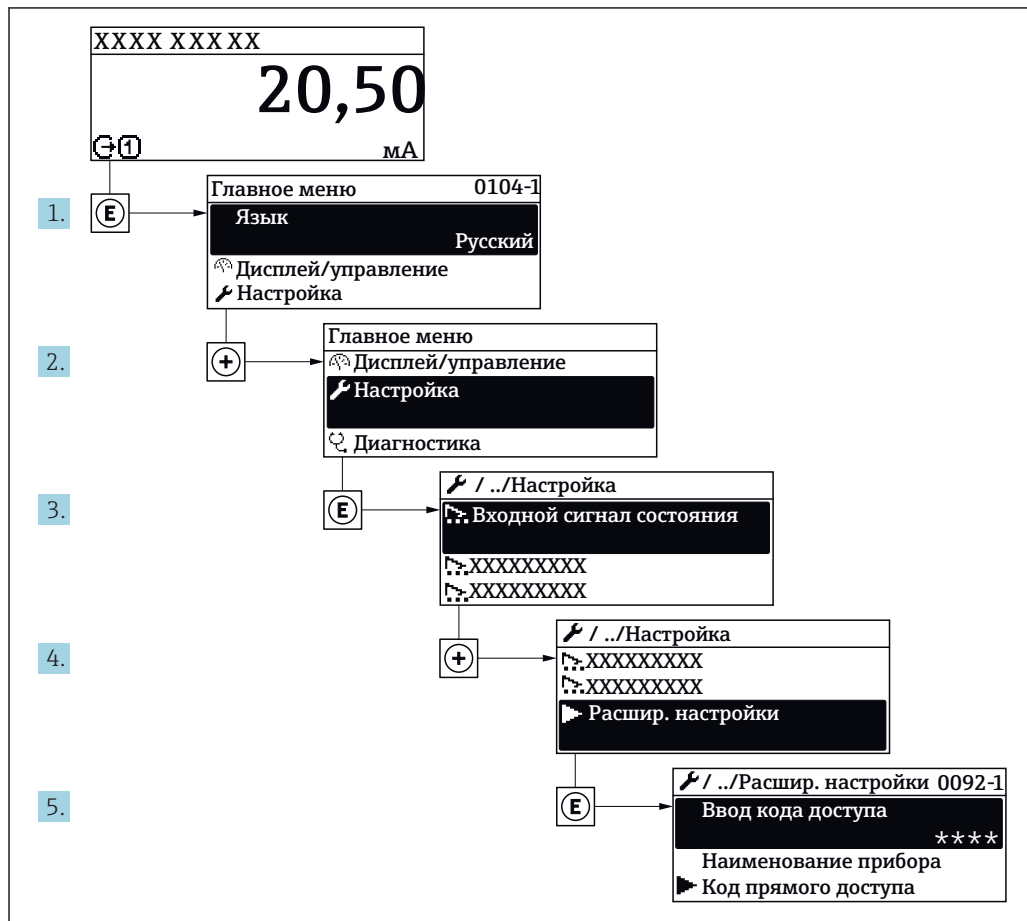 XXXX XXXXX
20,50
мА
1.
E
Главное меню 0104-1
Язык
Русский
Дисплей/управление
Настройка
2.
+
Главное меню
Дисплей/управление
Настройка
Диагностика
3.
E
/ ../Настройка
Входной сигнал состояния
XXXXXXXXX
XXXXXXXXX
4.
+
/ ../Настройка
XXXXXXXXX
XXXXXXXXX
Расшир. настройки
5.
E
/ ../Расшир. настройки 0092-1
Ввод кода доступа
****
Наименование прибора
Код прямого доступа